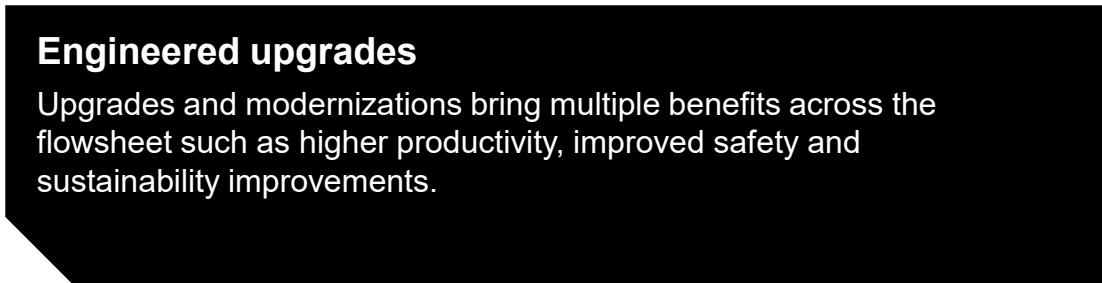 Engineered upgrades
Upgrades and modernizations bring multiple benefits across the
flowsheet such as higher productivity, improved safety and
sustainability improvements.